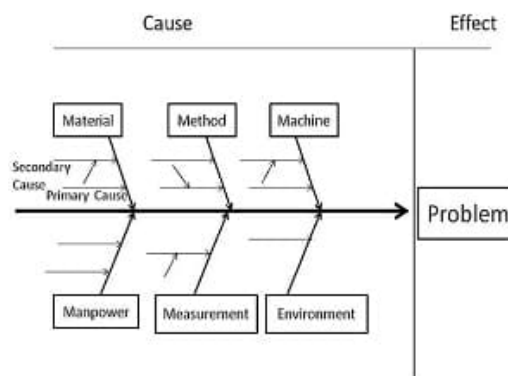 Cause
Effect
Material
Method
Machine
Secondary
Cause
Primary Cause
Problem
Manpower
Measurement
Environment